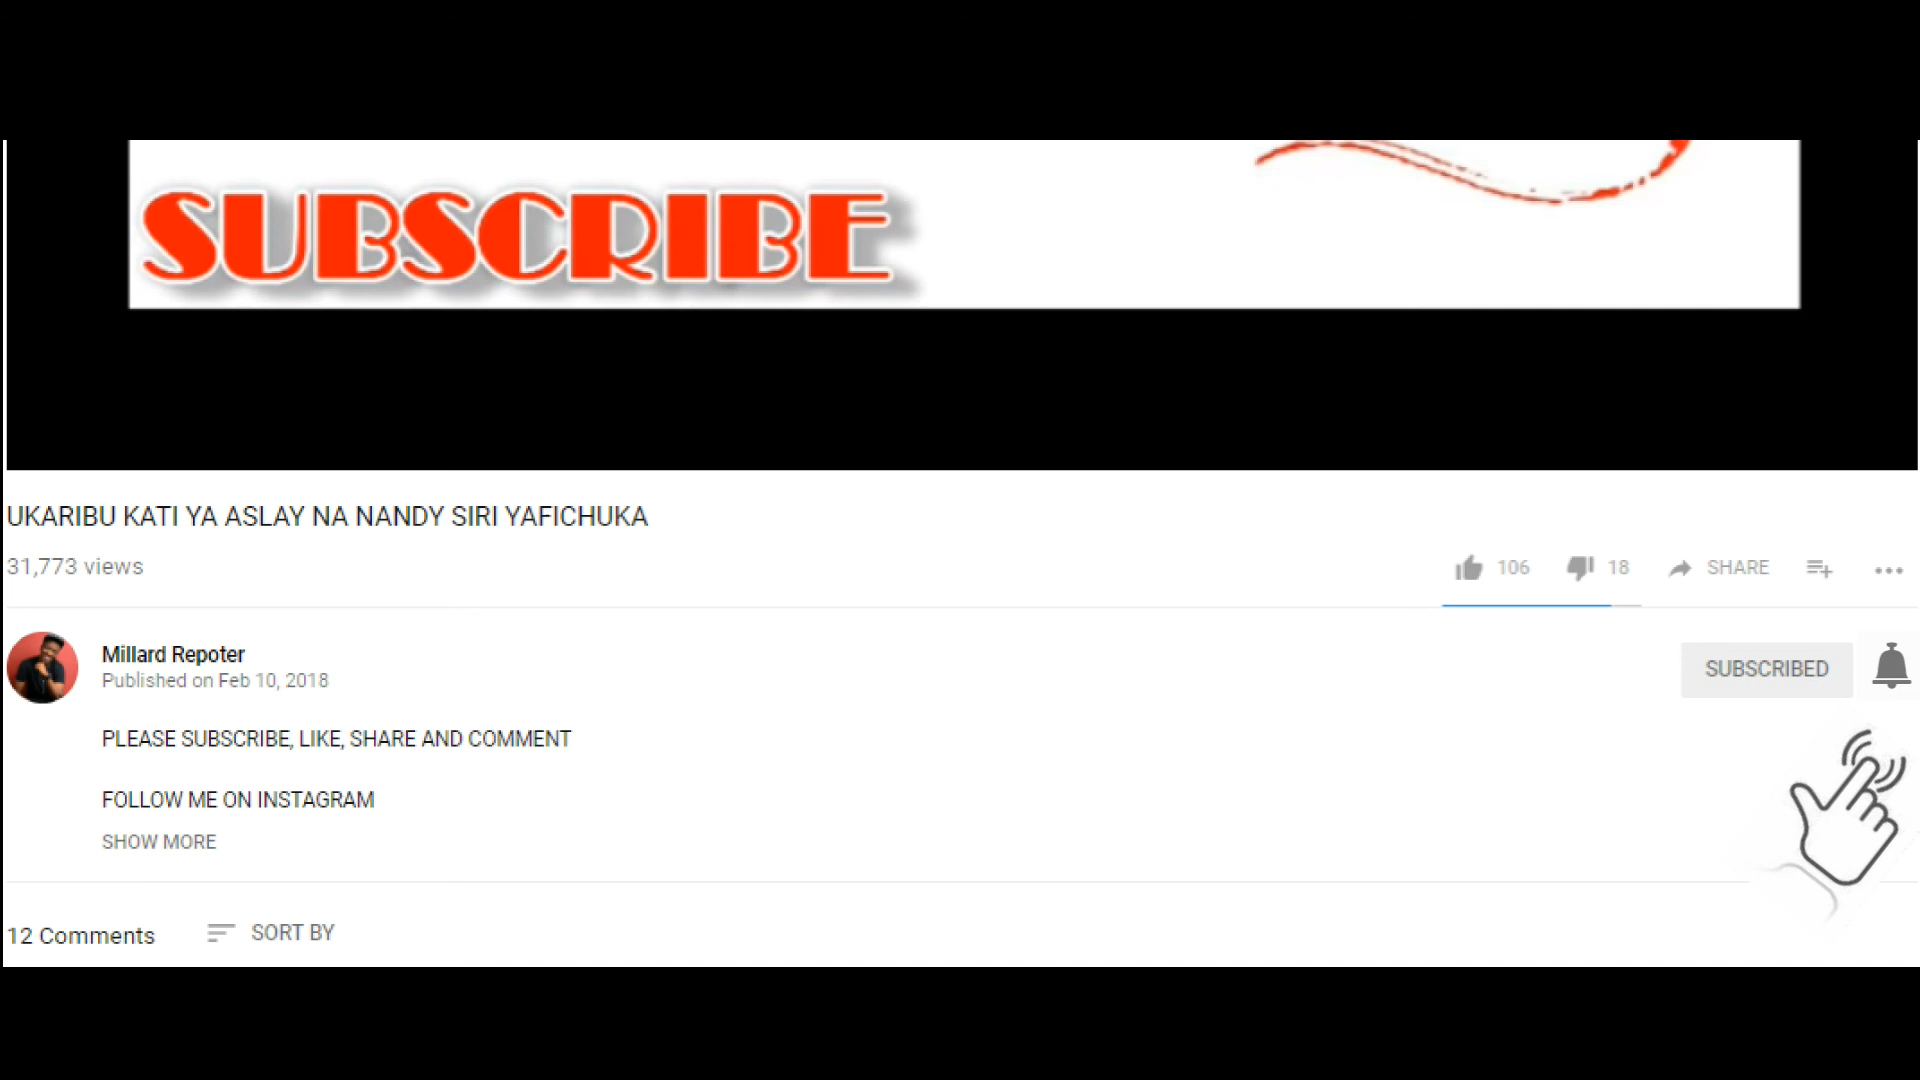 SUBSCRIBE
UKARIBU KATI YA ASLAY NA NANDY SIRI YAFICHUKA
31,773 views
106 18 SHARE
Millard Repoter
Published on Feb 10, 2018
SUBSCRIBED
PLEASE SUBSCRIBE, LIKE, SHARE AND COMMENT
FOLLOW ME ON INSTAGRAM
SHOW MORE
12 Comments SORT BY